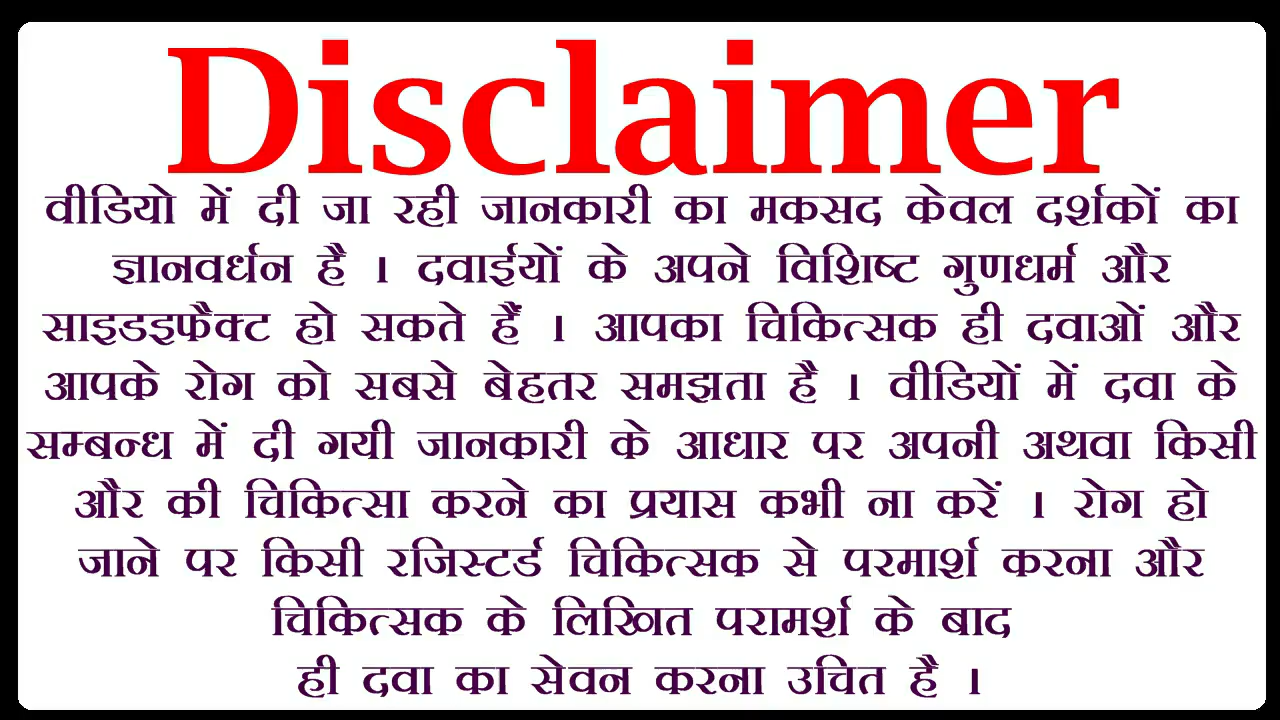 Disclaimer
वीडियो में दी जा रही जानकारी का मकसद केवल दर्शकों का
ज्ञानवर्धन है । दवाईयों के अपने विशिष्ट गुणधर्म और
साइडइफैक्ट हो सकते हैं । आपका चिकित्सक ही दवाओं और
आपके रोग को सबसे बेहतर समझता है । वीडियों में दवा के
सम्बन्ध में दी गयी जानकारी के आधार पर अपनी अथवा किसी
और की चिकित्सा करने का प्रयास कभी ना करें । रोग हो
जाने पर किसी रजिस्टर्ड चिकित्सक से परमार्श करना और
चिकित्सक के लिखित परामर्श के बाद
ही दवा का सेवन करना उचित है ।